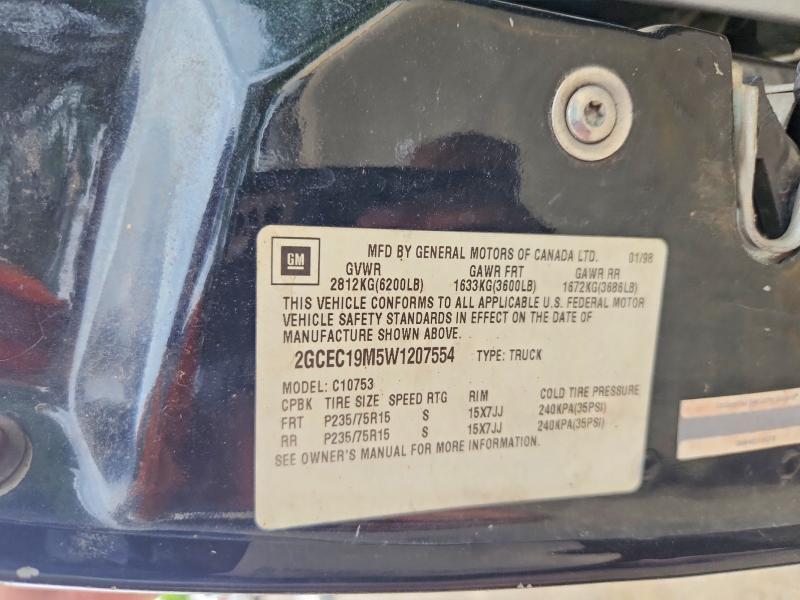 GM
MFD BY GENERAL MOTORS OF CANADA LTD. 01/98
GVWR GAWR FRT GAWR RR
2812KG(6200LB) 1633KG(3600LB) 1672KG(3686LB)
THIS VEHICLE CONFORMS TO ALL APPLICABLE U.S. FEDERAL MOTOR
VEHICLE SAFETY STANDARDS IN EFFECT ON THE DATE OF
MANUFACTURE SHOWN ABOVE.
2GCEC19M5W1207554 TYPE: TRUCK
MODEL: C10753
CPBK TIRE SIZE SPEED RTG RIM COLD TIRE PRESSURE
FRT P235/75R15 S 15X7JJ 240KPA(35PSI)
RR P235/75R15 S 15X7JJ 240KPA(35PSI)
SEE OWNER'S MANUAL FOR MORE INFORMATION.